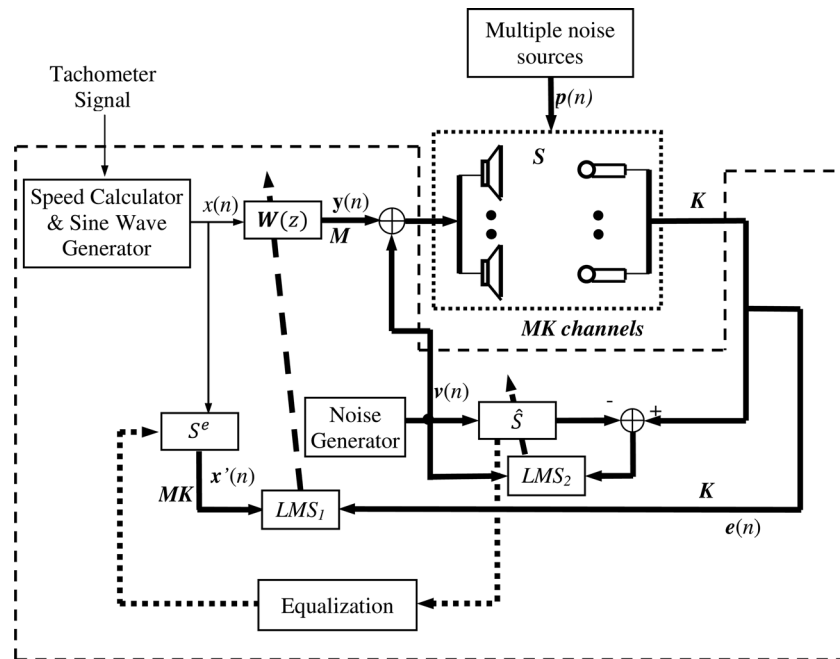 Multiple noise
sources
Tachometer
Signal
p(n)
S
Speed Calculator
& Sine Wave
Generator
x(n)
W(z)
y(n)
M
K
MK channels
v(n)
Noise
Generator
Ŝ
-
+
S^e
LMS₂
MK
x’(n)
LMS₁
K
e(n)
Equalization